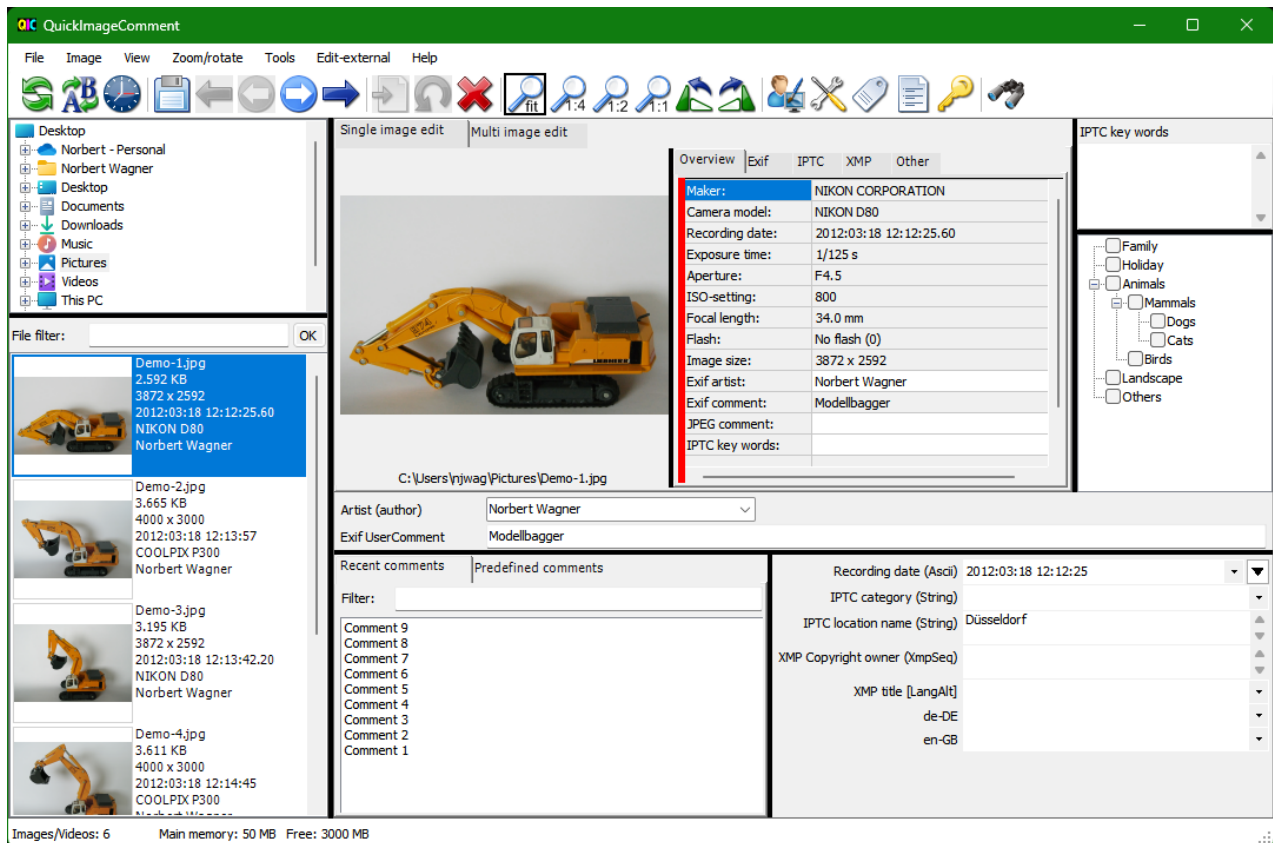 QIC QuickImageComment
File Image View Zoom/rotate Tools Edit-external Help
AB fit 1:4 1:2 1:1
Desktop
Norbert - Personal
Norbert Wagner
Desktop
Documents
Downloads
Music
Pictures
Videos
This PC
File filter: OK
Demo-1.jpg
2.592 KB
3872 x 2592
2012:03:18 12:12:25.60
NIKON D80
Norbert Wagner
Demo-2.jpg
3.665 KB
4000 x 3000
2012:03:18 12:13:57
COOLPIX P300
Norbert Wagner
Demo-3.jpg
3.195 KB
3872 x 2592
2012:03:18 12:13:42.20
NIKON D80
Norbert Wagner
Demo-4.jpg
3.611 KB
4000 x 3000
2012:03:18 12:14:45
COOLPIX P300
Norbert Wagner
Single image edit Multi image edit
LIEBHERR
C:\Users\njwag\Pictures\Demo-1.jpg
Overview Exif IPTC XMP Other
Maker: NIKON CORPORATION
Camera model: NIKON D80
Recording date: 2012:03:18 12:12:25.60
Exposure time: 1/125 s
Aperture: F4.5
ISO-setting: 800
Focal length: 34.0 mm
Flash: No flash (0)
Image size: 3872 x 2592
Exif artist: Norbert Wagner
Exif comment: Modellbagger
JPEG comment:
IPTC key words:
IPTC key words
Family
Holiday
Animals
Mammals
Dogs
Cats
Birds
Landscape
Others
Artist (author) Norbert Wagner
Exif UserComment Modellbagger
Recent comments Predefined comments
Filter:
Comment 9
Comment 8
Comment 7
Comment 6
Comment 5
Comment 4
Comment 3
Comment 2
Comment 1
Recording date (Ascii) 2012:03:18 12:12:25
IPTC category (String)
IPTC location name (String) Düsseldorf
XMP Copyright owner (XmpSeq)
XMP title [LangAlt]
de-DE
en-GB
Images/Videos: 6 Main memory: 50 MB Free: 3000 MB